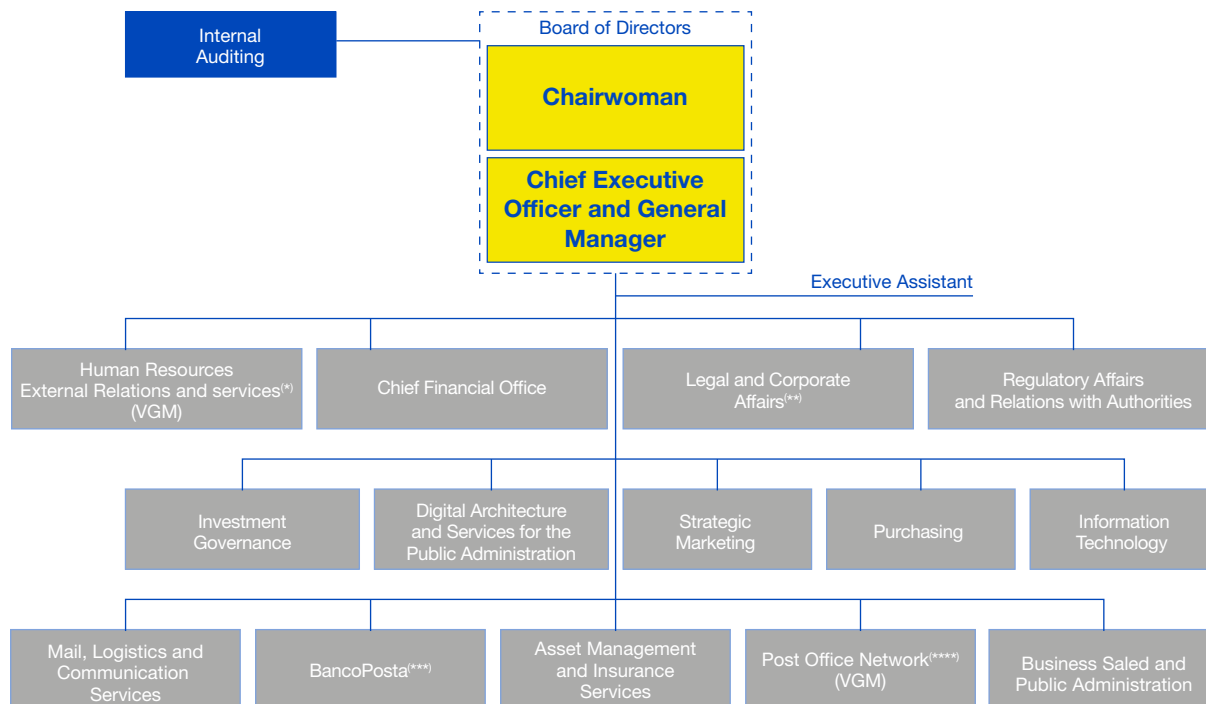 Internal
Auditing
Board of Directors
Chairwoman
Chief Executive
Officer and General
Manager
Executive Assistant
Human Resources
External Relations and services(*)
(VGM)
Chief Financial Office
Legal and Corporate
Affairs(**)
Regulatory Affairs
and Relations with Authorities
Investment
Governance
Digital Architecture
and Services for the
Public Administration
Strategic
Marketing
Purchasing
Information
Technology
Mail, Logistics and
Communication
Services
BancoPosta(***)
Asset Management
and Insurance
Services
Post Office Network(****)
(VGM)
Business Saled and
Public Administration